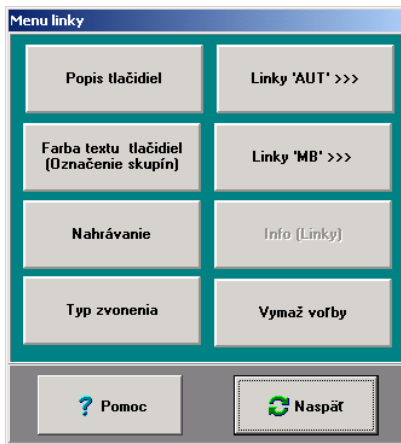 Menu linky
Popis tlačidiel
Linky 'AUT' >>>
Farba textu tlačidiel
(Označenie skupín)
Linky 'MB' >>>
Nahrávanie
Info (Linky)
Typ zvonenia
Vymaž voľby
? Pomoc
Naspäť